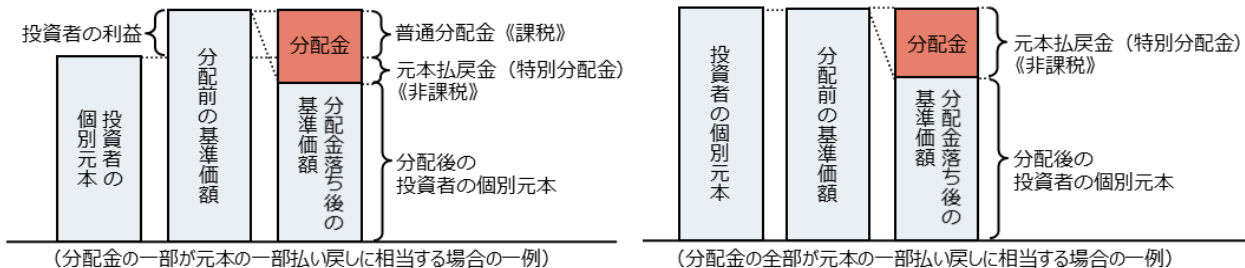 投資者の利益
投資者の
個別元本
分配前の基準価額
分配金
分配金落ち後の
基準価額
普通分配金《課税》
元本払戻金（特別分配金）
《非課税》
分配後の
投資者の個別元本
（分配金の一部が元本の一部払い戻しに相当する場合の一例）
投資者の個別元本
分配前の基準価額
分配金
分配金落ち後の
基準価額
元本払戻金（特別分配金）
《非課税》
分配後の
投資者の個別元本
（分配金の全部が元本の一部払い戻しに相当する場合の一例）